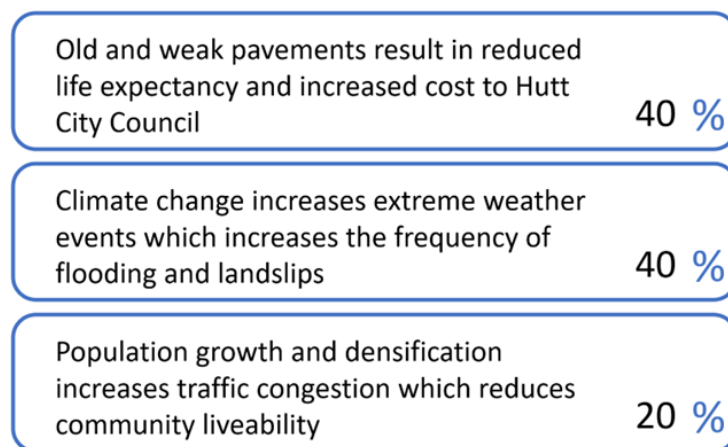 Old and weak pavements result in reduced
life expectancy and increased cost to Hutt
City Council
40 %
Climate change increases extreme weather
events which increases the frequency of
flooding and landslips
40 %
Population growth and densification
increases traffic congestion which reduces
community liveability
20 %